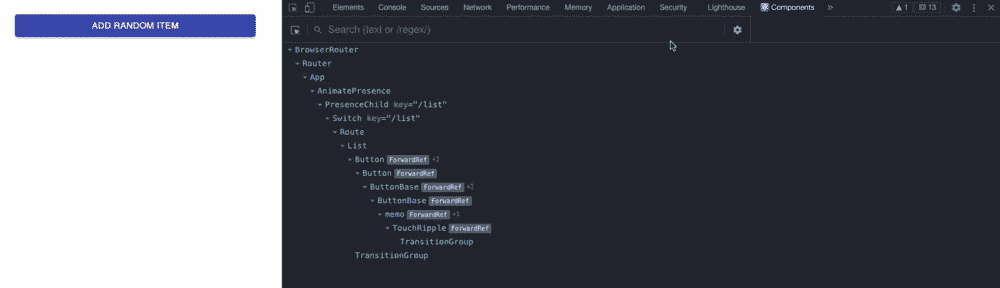 ADD RANDOM ITEM
Elements Console Sources Network Performance Memory Application Security Lighthouse Components » 1 13
Search (text or /regex/)
BrowserRouter
Router
App
AnimatePresence
PresenceChild key="/list"
Switch key="/list"
Route
List
Button ForwardRef +2
Button ForwardRef
ButtonBase ForwardRef +2
ButtonBase ForwardRef
memo ForwardRef +1
TouchRipple ForwardRef
TransitionGroup
TransitionGroup